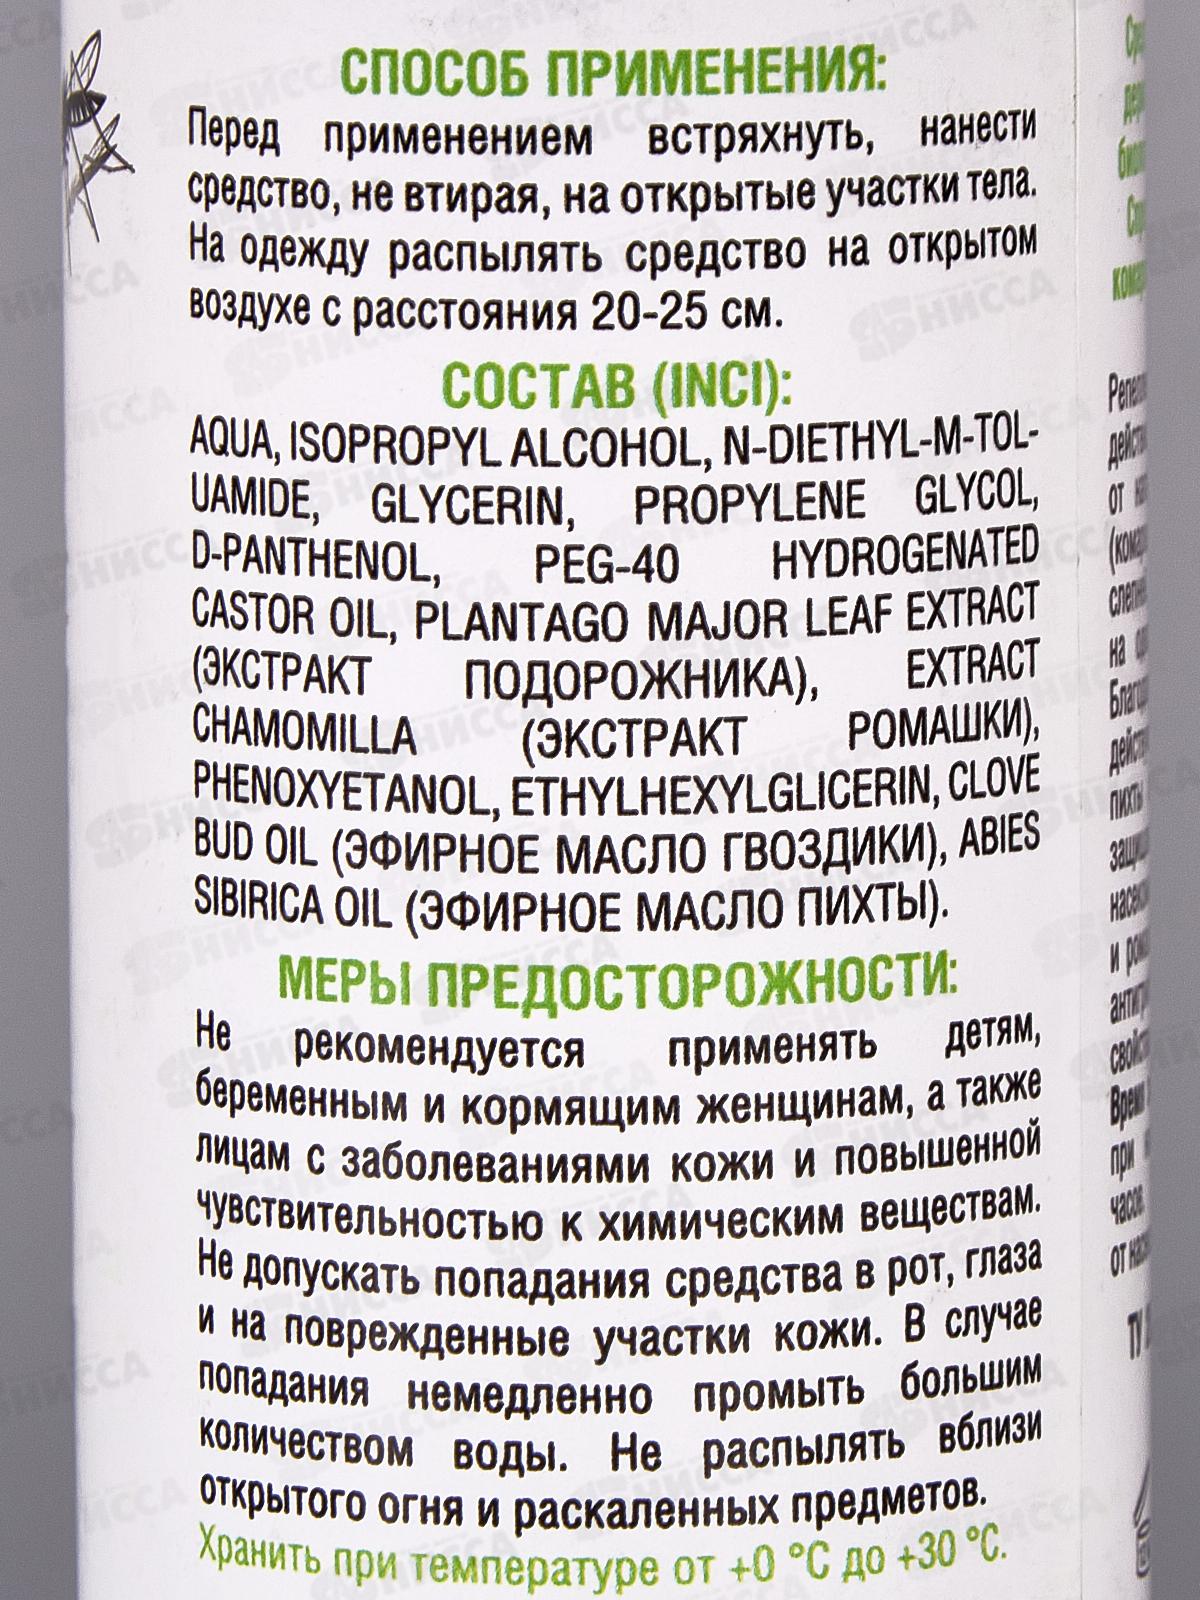 СПОСОБ ПРИМЕНЕНИЯ:
Перед применением встряхнуть, нанести
средство, не втирая, на открытые участки тела.
На одежду распылять средство на открытом
воздухе с расстояния 20-25 см.
СОСТАВ (INCI):
AQUA, ISOPROPYL ALCOHOL, N-DIETHYL-M-TOL-
UAMIDE, GLYCERIN, PROPYLENE GLYCOL,
D-PANTHENOL, PEG-40 HYDROGENATED
CASTOR OIL, PLANTAGO MAJOR LEAF EXTRACT
(ЭКСТРАКТ ПОДОРОЖНИКА), EXTRACT
CHAMOMILLA (ЭКСТРАКТ РОМАШКИ),
PHENOXYETANOL, ETHYLHEXYLGLICERIN, CLOVE
BUD OIL (ЭФИРНОЕ МАСЛО ГВОЗДИКИ), ABIES
SIBIRICA OIL (ЭФИРНОЕ МАСЛО ПИХТЫ).
МЕРЫ ПРЕДОСТОРОЖНОСТИ:
Не рекомендуется применять детям,
беременным и кормящим женщинам, а также
лицам с заболеваниями кожи и повышенной
чувствительностью к химическим веществам.
Не допускать попадания средства в рот, глаза
и на поврежденные участки кожи. В случае
попадания немедленно промыть большим
количеством воды. Не распылять вблизи
открытого огня и раскаленных предметов.
Хранить при температуре от +0 °C до +30 °C.